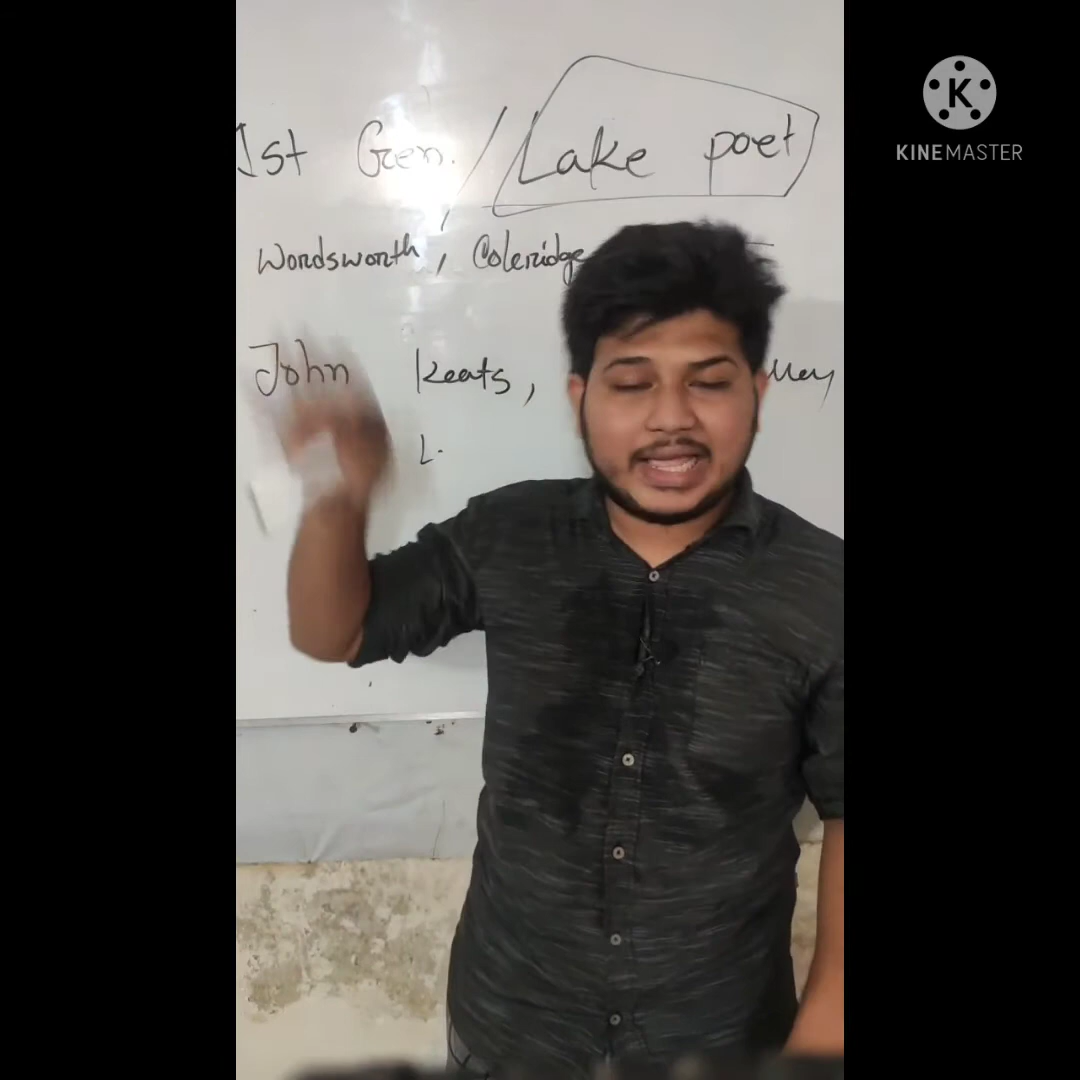 1st Gen. / Lake poet
KINEMASTER
Wordsworth, Coleridge
John Keats,
L.